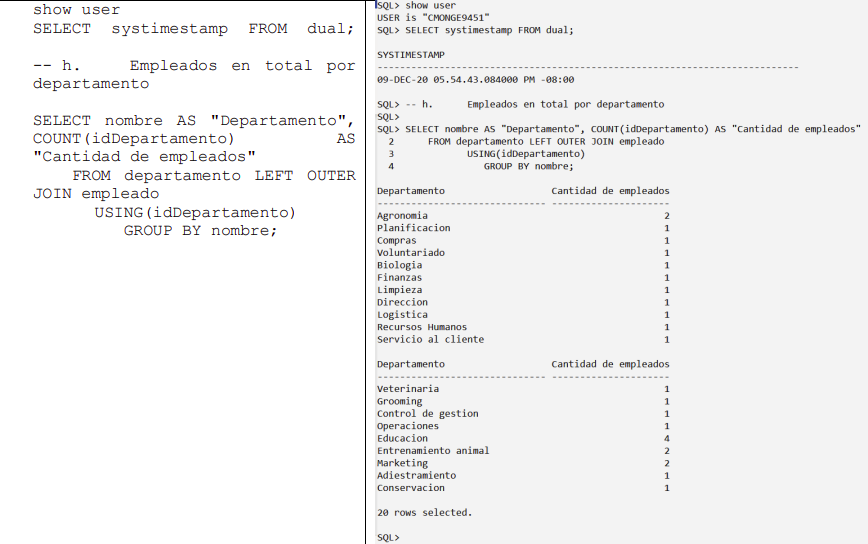 show user
SELECT systimestamp FROM dual;
-- h. Empleados en total por
departamento
SELECT nombre AS "Departamento",
COUNT(idDepartamento) AS
"Cantidad de empleados"
FROM departamento LEFT OUTER
JOIN empleado
USING(idDepartamento)
GROUP BY nombre;
SQL> show user
USER is "CMONGE9451"
SQL> SELECT systimestamp FROM dual;
SYSTIMESTAMP
---------------------------------------------------------------------------
09-DEC-20 05.54.43.084000 PM -08:00
SQL> -- h. Empleados en total por departamento
SQL>
SQL> SELECT nombre AS "Departamento", COUNT(idDepartamento) AS "Cantidad de empleados"
2 FROM departamento LEFT OUTER JOIN empleado
3 USING(idDepartamento)
4 GROUP BY nombre;
Departamento Cantidad de empleados
------------------------------ ---------------------
Agronomia 2
Planificacion 1
Compras 1
Voluntariado 1
Biologia 1
Finanzas 1
Limpieza 1
Direccion 1
Logistica 1
Recursos Humanos 1
Servicio al cliente 1
Departamento Cantidad de empleados
------------------------------ ---------------------
Veterinaria 1
Grooming 1
Control de gestion 1
Operaciones 1
Educacion 4
Entrenamiento animal 2
Marketing 2
Adiestramiento 1
Conservacion 1
20 rows selected.
SQL>